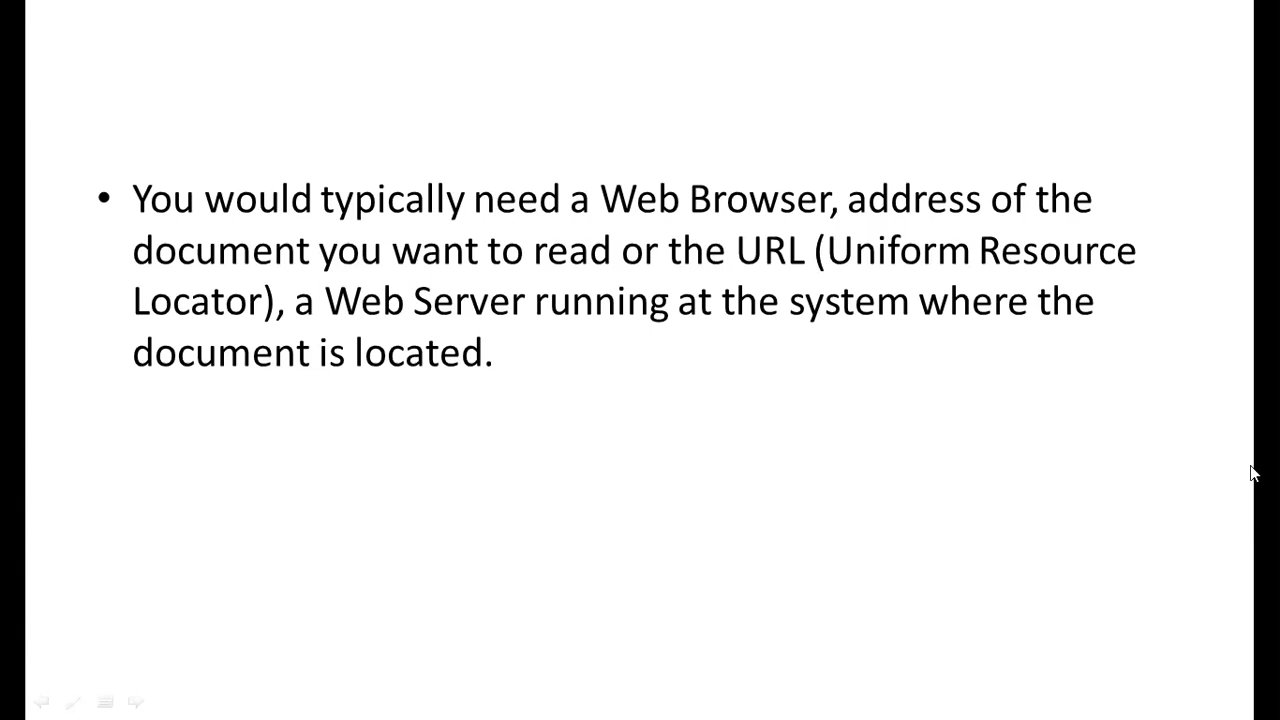 • You would typically need a Web Browser, address of the
document you want to read or the URL (Uniform Resource
Locator), a Web Server running at the system where the
document is located.